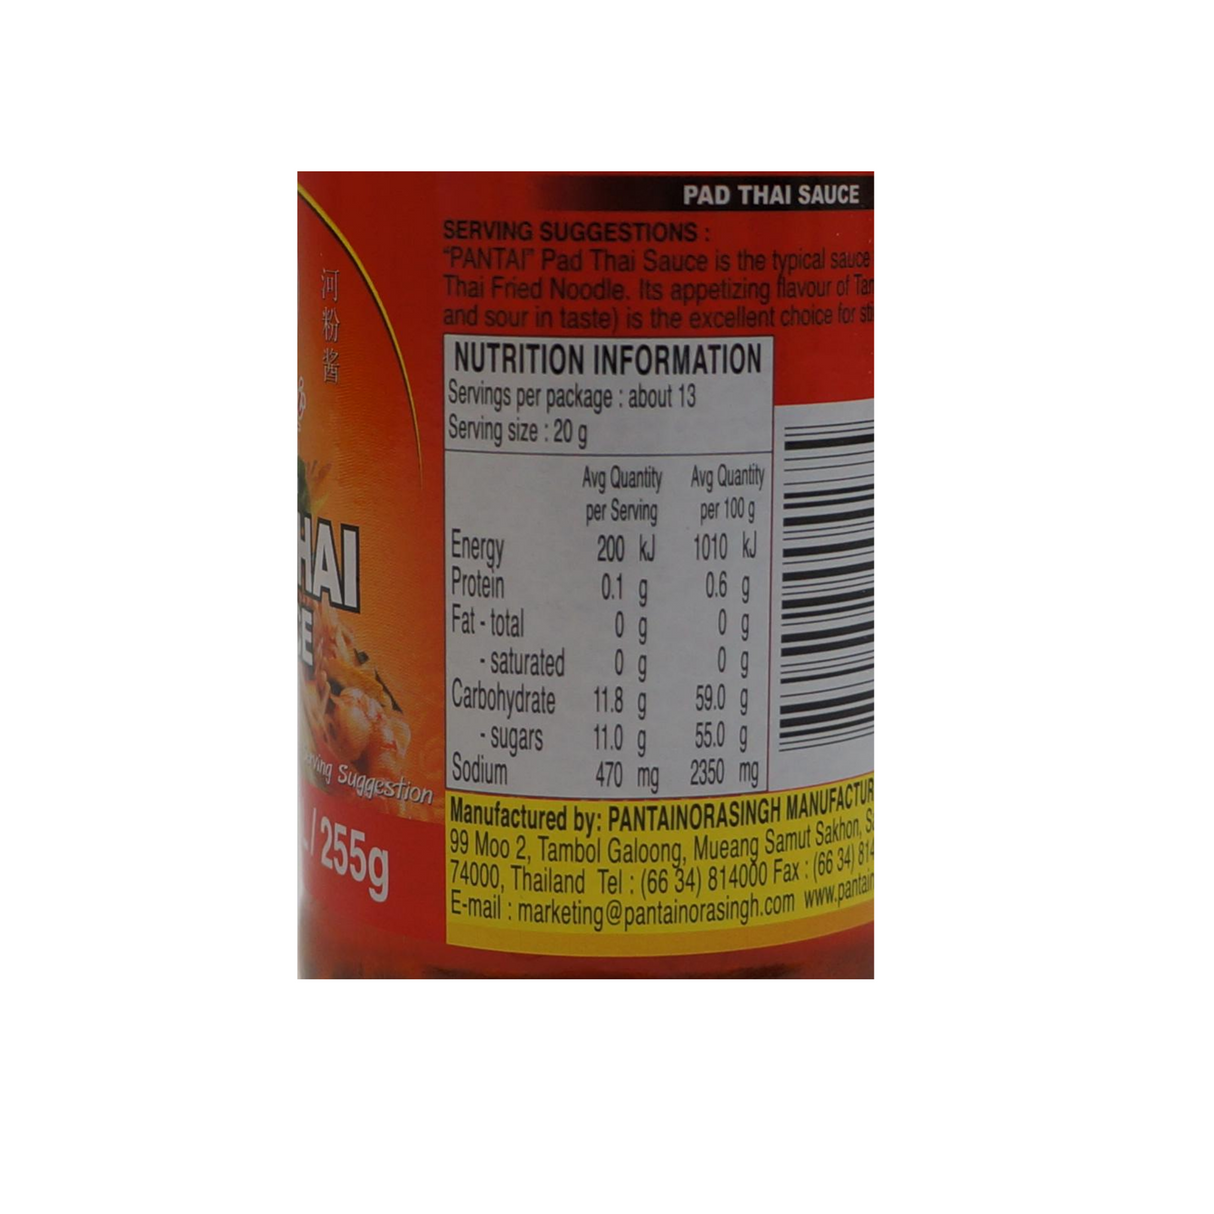 PAD THAI SAUCE
SERVING SUGGESTIONS :
"PANTAI" Pad Thai Sauce is the typical sauce
Thai Fried Noodle. Its appetizing flavour of
and sour in taste) is the excellent choice for
河粉酱
HAI
255g
Serving Suggestion
NUTRITION INFORMATION
Servings per package : about 13
Serving size : 20 g
Avg Quantity Avg Quantity
per Serving per 100 g
Energy 200 kJ 1010 kJ
Protein 0.1 g 0.6 g
Fat - total 0 g 0 g
- saturated 0 g 0 g
Carbohydrate 11.8 g 59.0 g
- sugars 11.0 g 55.0 g
Sodium 470 mg 2350 mg
Manufactured by: PANTAINORASINGH MANUFACTUR
99 Moo 2, Tambol Galoong, Mueang Samut Sakhon,
74000, Thailand Tel : (66 34) 814000 Fax : (66 34) 814
E-mail : marketing@pantainorasingh.com www.pantain